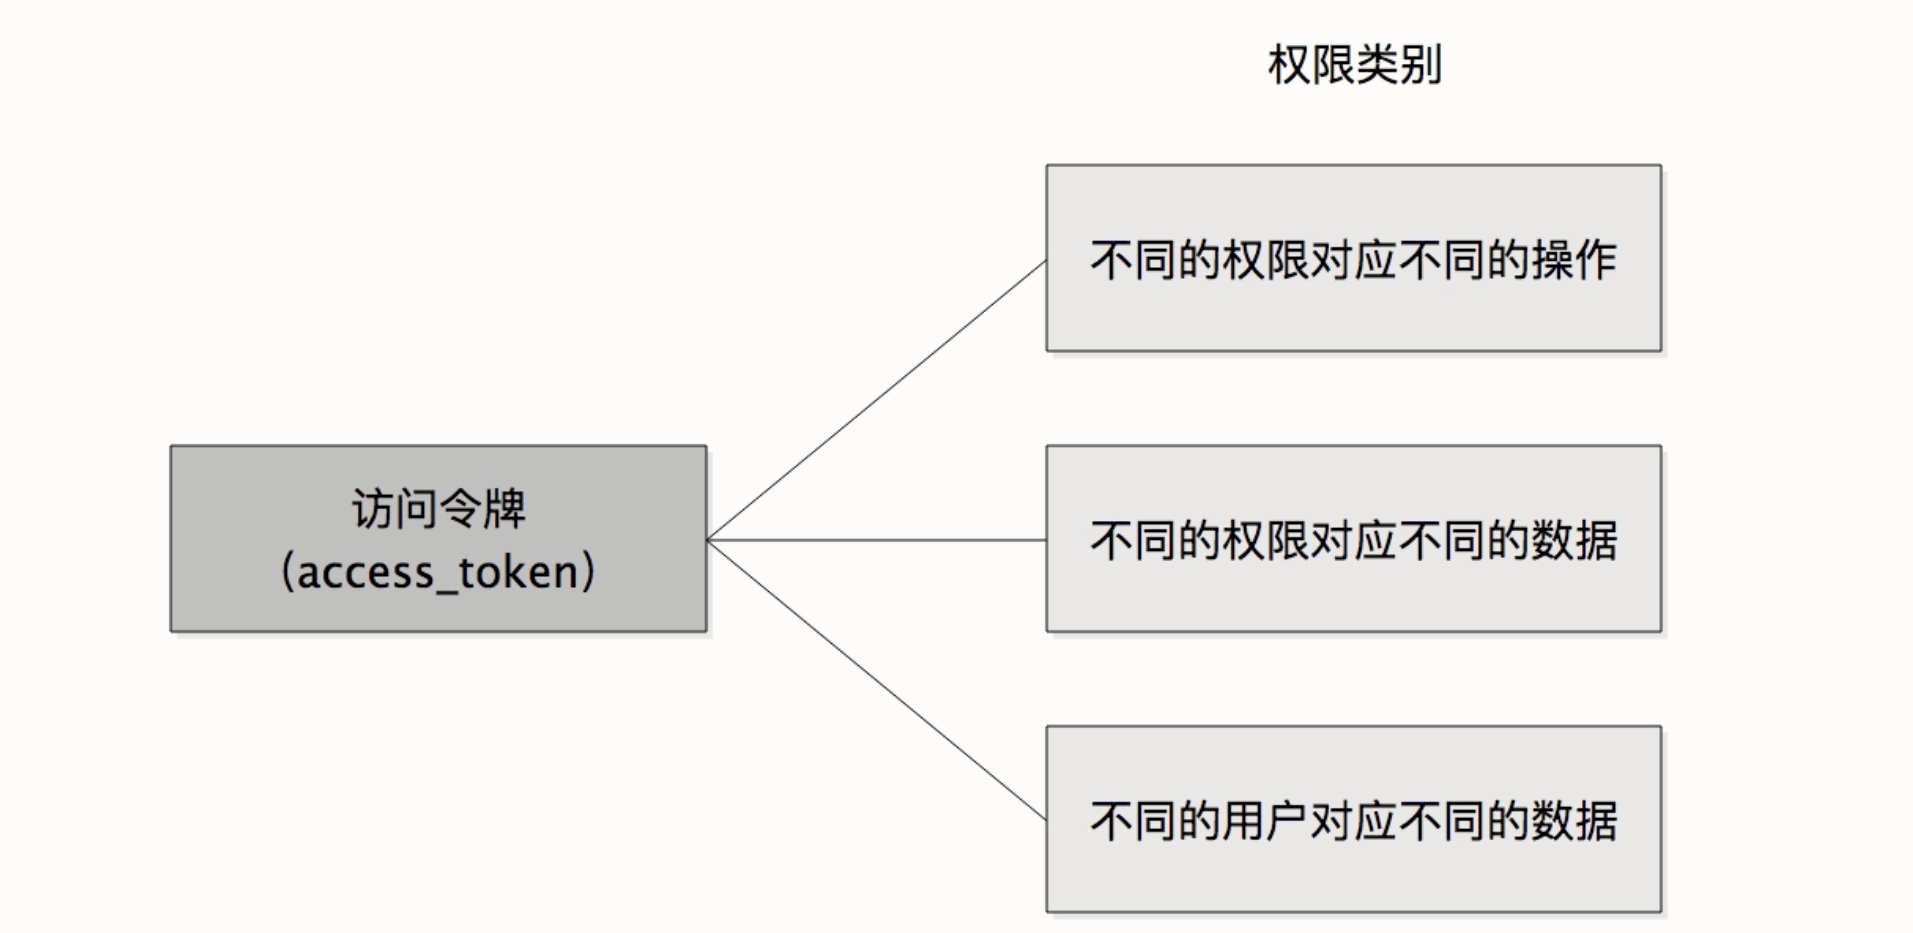 权限类别
不同的权限对应不同的操作
访问令牌
(access_token)
不同的权限对应不同的数据
不同的用户对应不同的数据